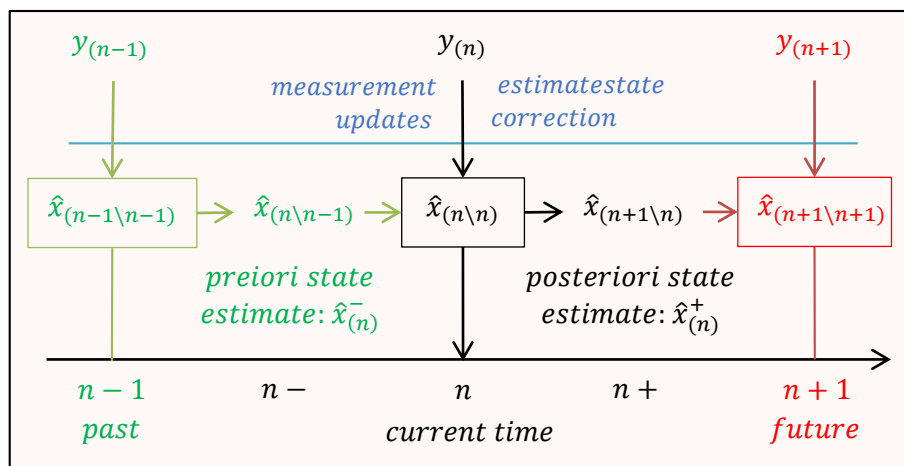 y(n−1) y(n) y(n+1)
measurement estimatestate
updates correction
x̂(n−1\n−1) x̂(n\n−1) x̂(n\n) x̂(n+1\n) x̂(n+1\n+1)
preiori state posteriori state
estimate: x̂⁻(n) estimate: x̂⁺(n)
n − 1 n − n n + n + 1
past current time future